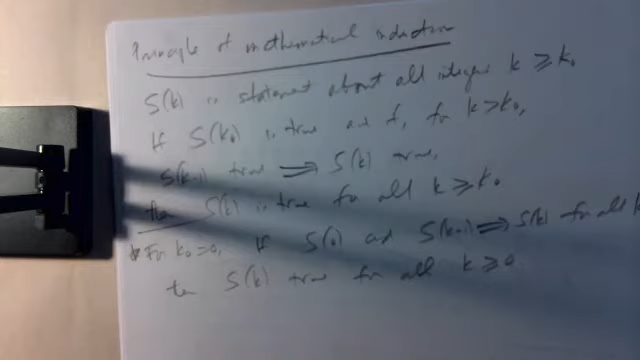 Principle of mathematical induction
S(k) is statement about all integers k ≥ k₀
If S(k₀) is true and if, for k > k₀,
S(k-1) true ⟹ S(k) true,
then S(k) is true for all k ≥ k₀
* For k₀=0, If S(0) and S(k-1) ⟹ S(k) for all k
then S(k) true for all k ≥ 0